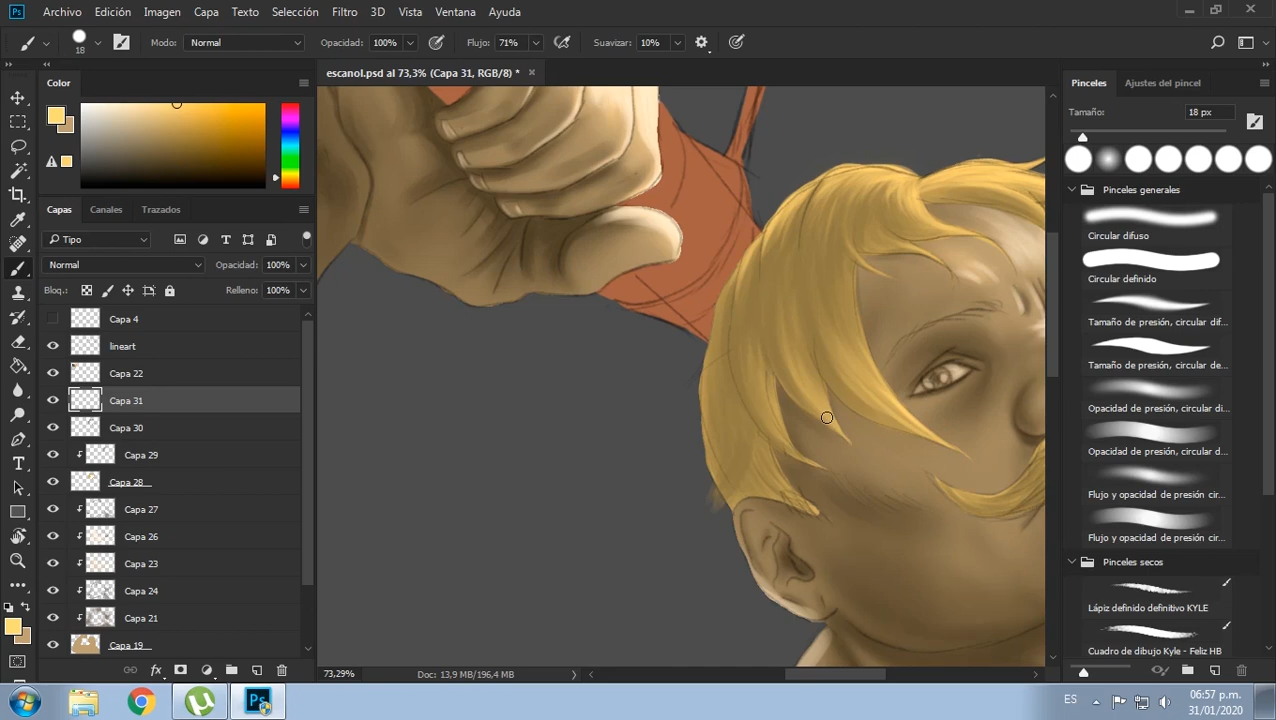 Ps Archivo Edición Imagen Capa Texto Selección Filtro 3D Vista Ventana Ayuda
18 Modo: Normal Opacidad: 100% Flujo: 71% Suavizar: 10%
Color
escanol.psd al 73,3% (Capa 31, RGB/8) *
Pinceles Ajustes del pincel
Tamaño: 18 px
Pinceles generales
Circular difuso
Circular definido
Tamaño de presión, circular dif...
Tamaño de presión, circular de...
Opacidad de presión, circular di...
Opacidad de presión, circular di...
Flujo y opacidad de presión cir...
Flujo y opacidad de presión cir...
Pinceles secos
Lápiz definido definitivo KYLE
Cuadro de dibujo Kyle - Feliz HB
Capas Canales Trazados
Tipo
Normal Opacidad: 100%
Bloq.: Relleno: 100%
Capa 4
lineart
Capa 22
Capa 31
Capa 30
Capa 29
Capa 28
Capa 27
Capa 26
Capa 23
Capa 24
Capa 21
Capa 19
73,29% Doc: 13,9 MB/196,4 MB
Ps
ES
06:57 p.m.
31/01/2020